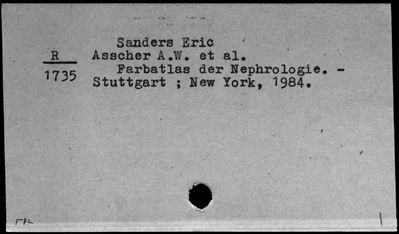 Sanders Eric
R Asscher A.W. et al.
1735 Farbatlas der Nephrologie. -
Stuttgart ; New York, 1984.